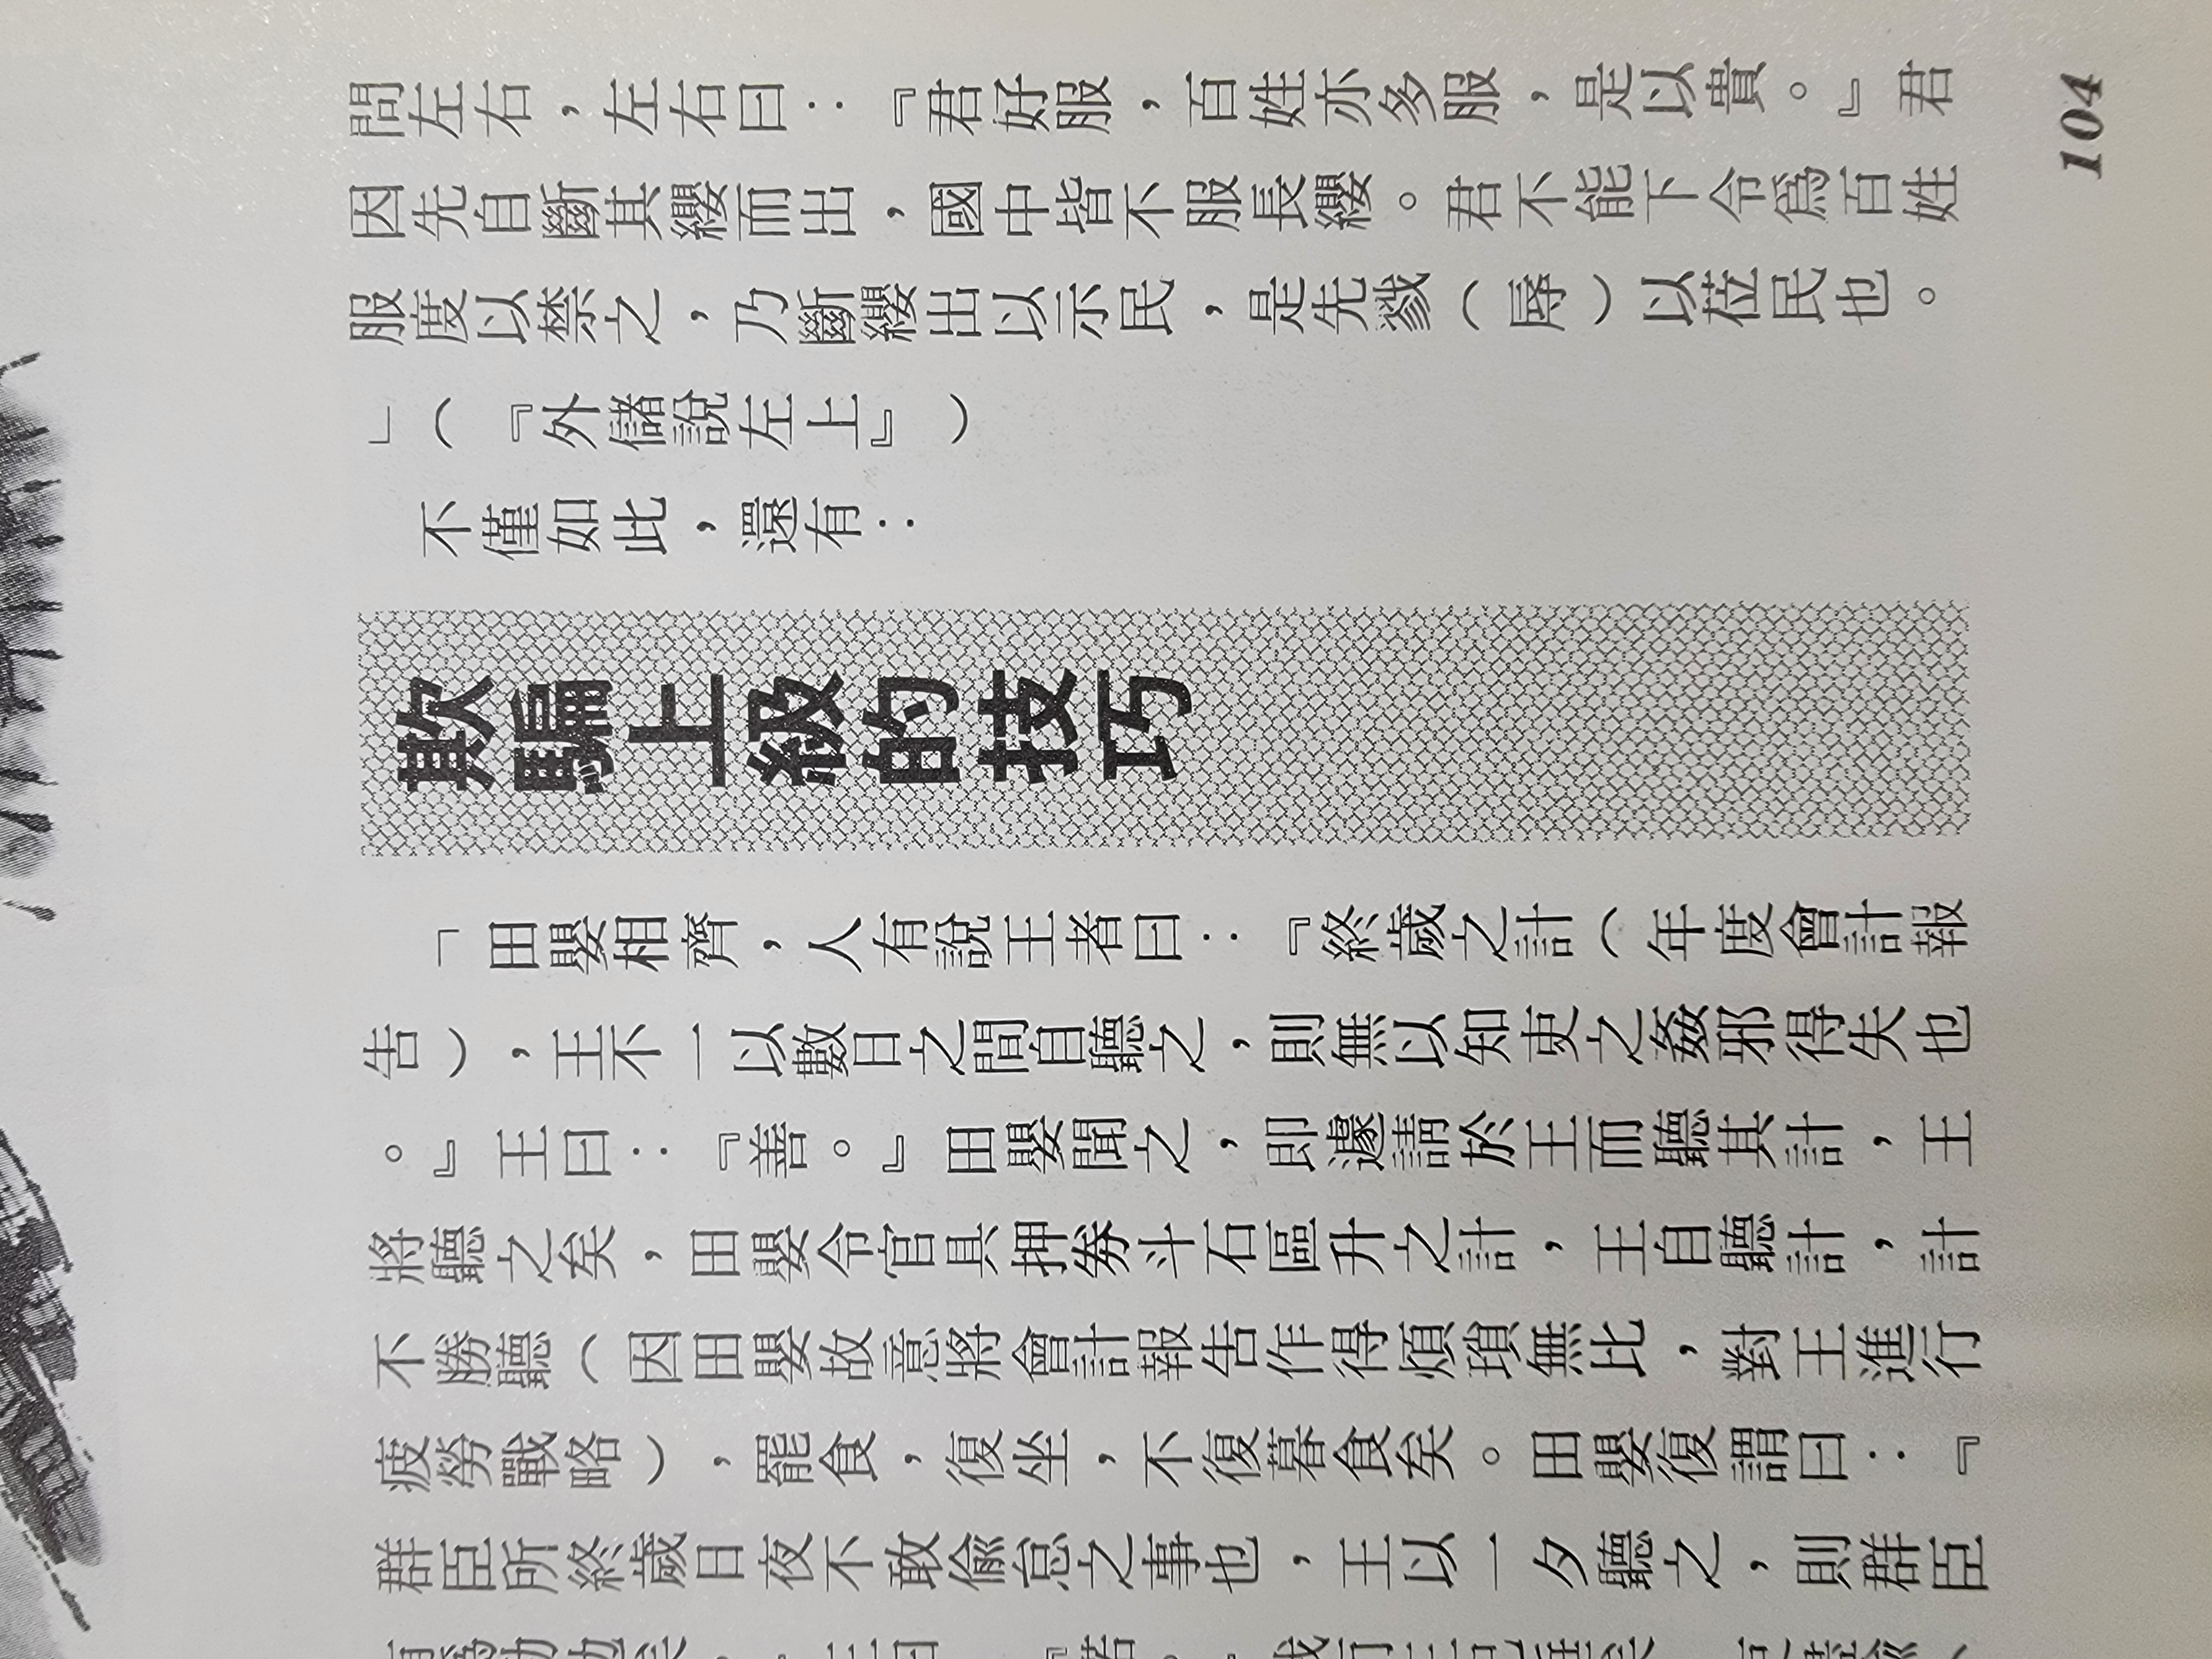 問左右，左右曰：『君好服，百姓亦多服，是以貴。』君
因先自斷其纓而出，國中皆不服長纓。君不能下令爲百姓
服度以禁之，乃斷纓出以示民，是先戮（辱）以莅民也。
」（『外儲說左上』）
不僅如此，還有：
欺騙上級的技巧
「田嬰相齊，人有說王者曰：『終歲之計（年度會計報
告），王不一以數日之間自聽之，則無以知吏之姦邪得失也
。』王曰：『善。』田嬰聞之，即遽請於王而聽其計，王
將聽之矣，田嬰令官具押券斗石區升之計，王自聽計，計
不勝聽（因田嬰故意將會計報告作得煩瑣無比，對王進行
疲勞戰略），罷食，復坐，不復暮食矣。田嬰復謂曰：『
群臣所終歲日夜不敢偷怠之事也，王以一夕聽之，則群臣
104